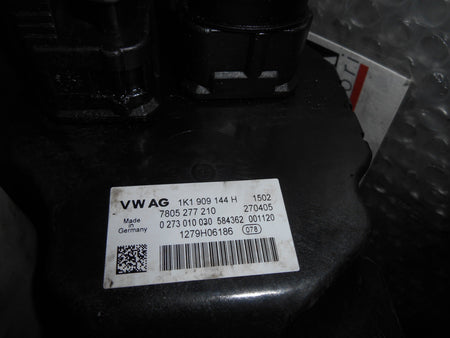 VW AG 1K1 909 144 H 1502
7805 277 210 270405
Made in Germany 0 273 010 030 584362 001120
1279H06186 078